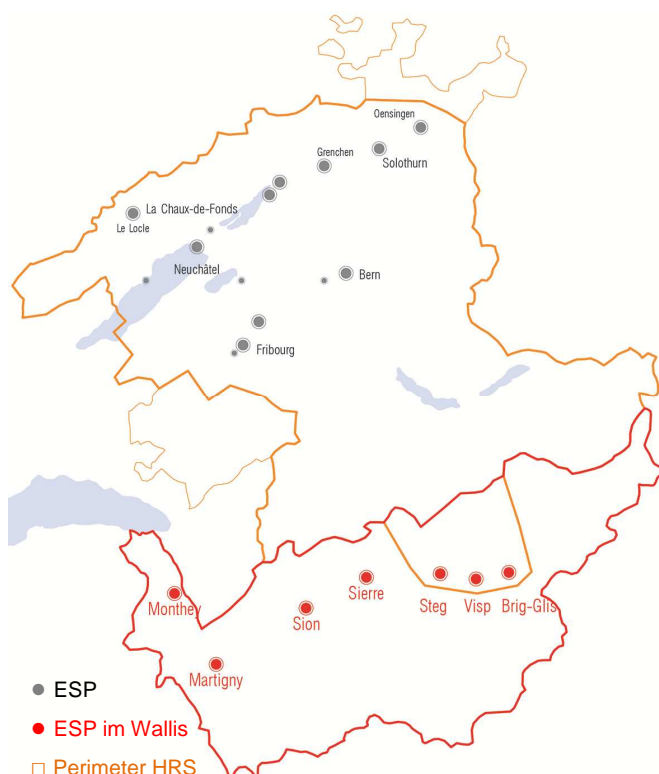 Oensingen
Grenchen
Solothurn
La Chaux-de-Fonds
Le Locle
Neuchâtel
Bern
Fribourg
Monthey
Sierre
Steg
Visp
Brig-Glis
Sion
Martigny
ESP
ESP im Wallis
Perimeter HRS